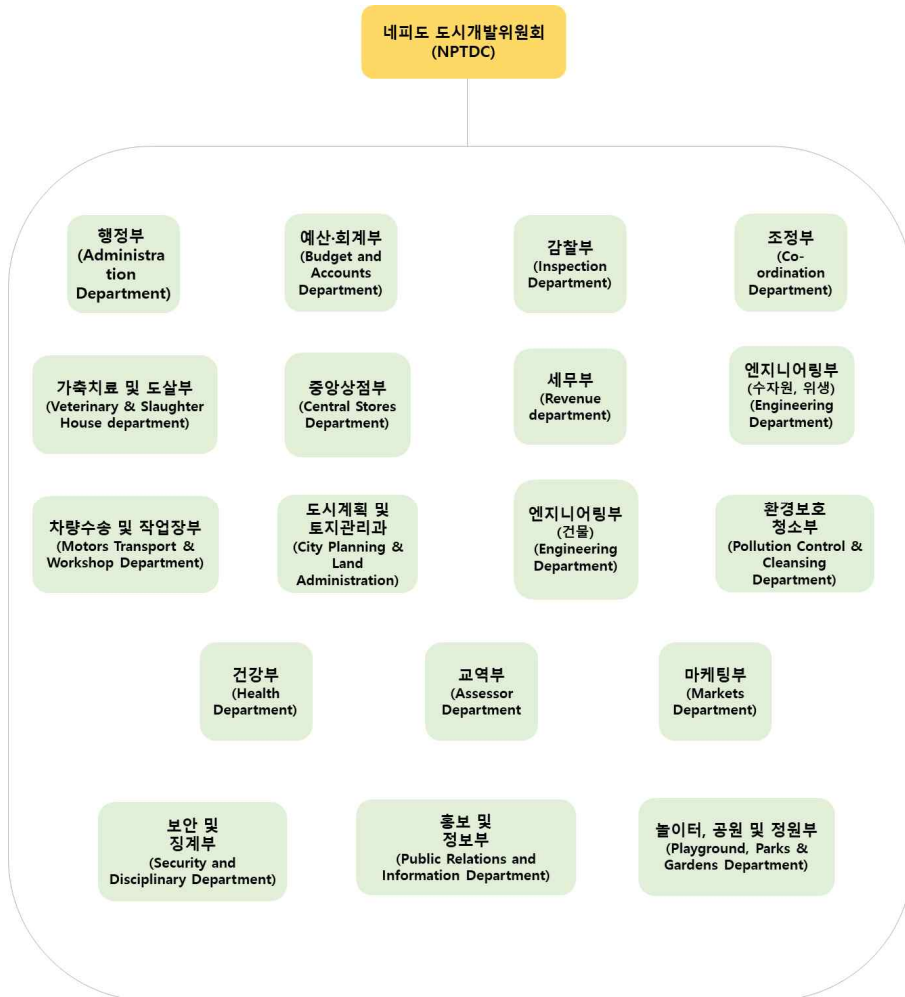 네피도 도시개발위원회
(NPTDC)
행정부
(Administra
tion
Department)
예산·회계부
(Budget and
Accounts
Department)
감찰부
(Inspection
Department)
조정부
(Co-
ordination
Department)
가축치료 및 도살부
(Veterinary & Slaughter
House department)
중앙상점부
(Central Stores
Department)
세무부
(Revenue
department)
엔지니어링부
(수자원, 위생)
(Engineering
Department)
차량수송 및 작업장부
(Motors Transport &
Workshop Department)
도시계획 및
토지관리과
(City Planning &
Land
Administration)
엔지니어링부
(건물)
(Engineering
Department)
환경보호
청소부
(Pollution Control &
Cleansing
Department)
건강부
(Health
Department)
교역부
(Assessor
Department
마케팅부
(Markets
Department)
보안 및
징계부
(Security and
Disciplinary Department)
홍보 및
정보부
(Public Relations and
Information Department)
놀이터, 공원 및 정원부
(Playground, Parks &
Gardens Department)